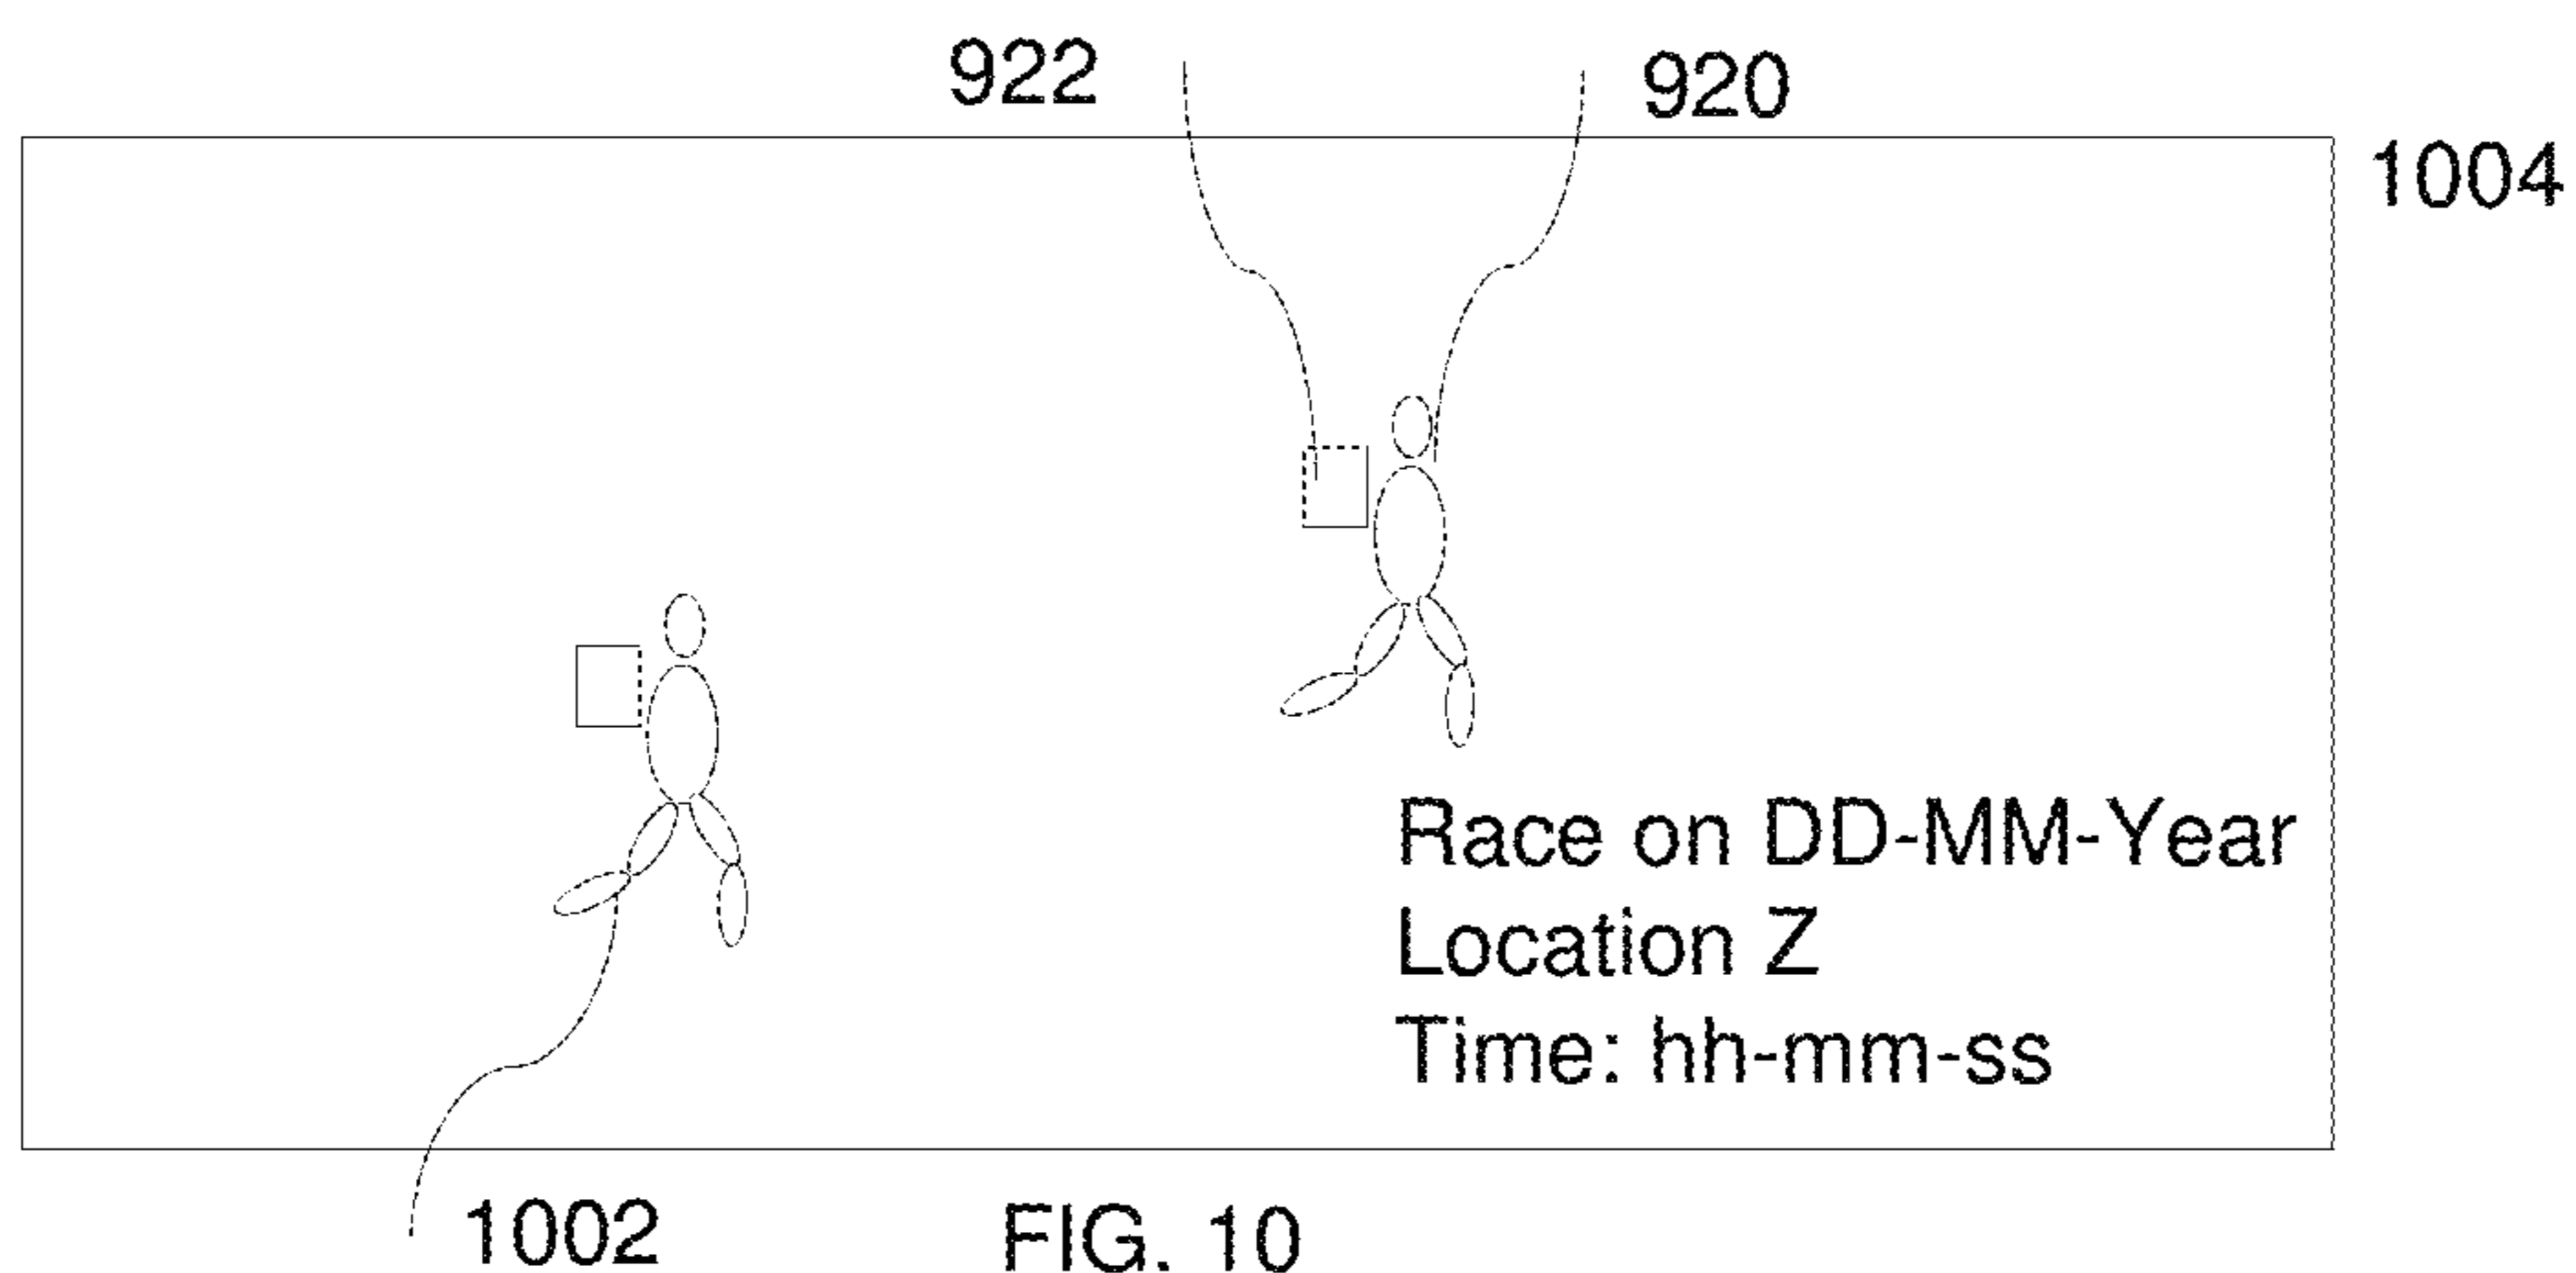 922
920
1004
Race on DD-MM-Year
Location Z
Time: hh-mm-ss
1002
FIG. 10